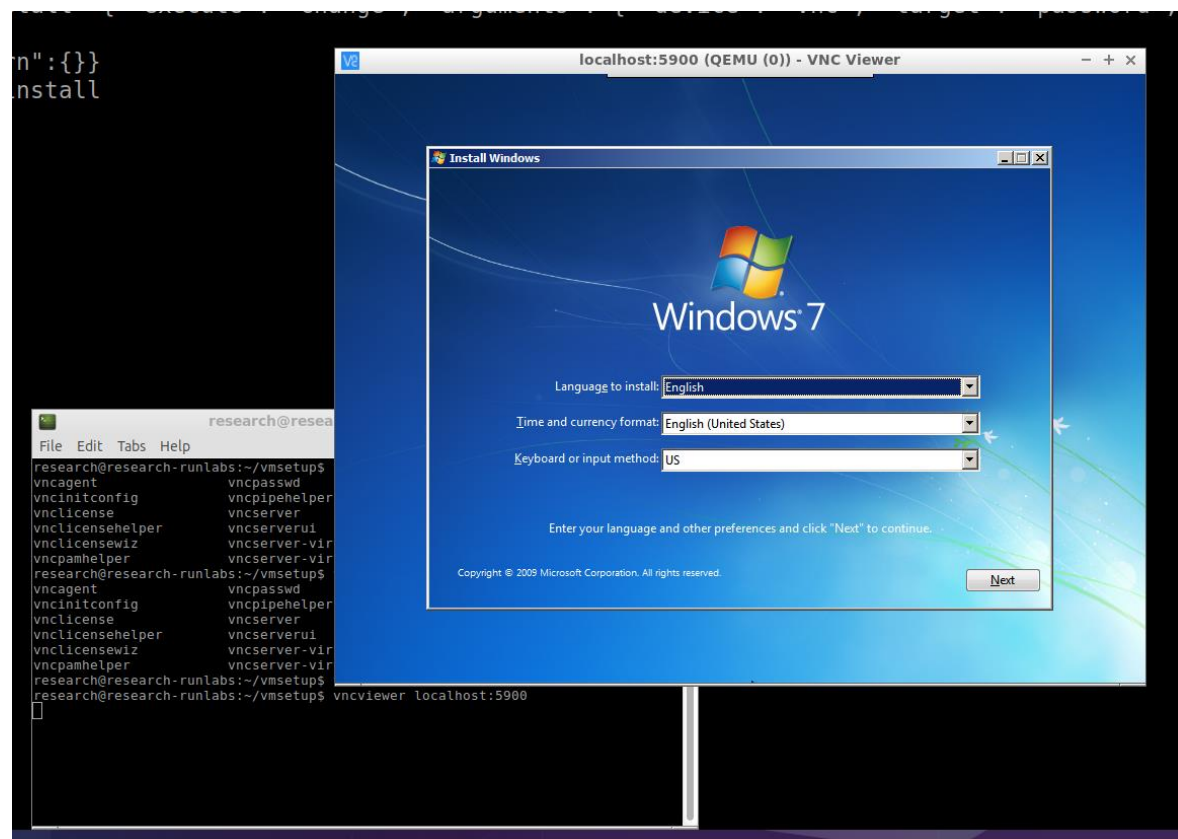 rn":{}}
install
localhost:5900 (QEMU (0)) - VNC Viewer
Install Windows
Windows 7
Language to install: English
Time and currency format: English (United States)
Keyboard or input method: US
Enter your language and other preferences and click "Next" to continue.
Copyright © 2009 Microsoft Corporation. All rights reserved.
Next
research@resea
File Edit Tabs Help
research@research-runlabs:~/vmsetup$
vncagent vncpasswd
vncinitconfig vncpipehelper
vnclicense vncserver
vnclicensehelper vncserverui
vnclicensewiz vncserver-vir
vncpamhelper vncserver-vir
research@research-runlabs:~/vmsetup$
vncagent vncpasswd
vncinitconfig vncpipehelper
vnclicense vncserver
vnclicensehelper vncserverui
vnclicensewiz vncserver-vir
vncpamhelper vncserver-vir
research@research-runlabs:~/vmsetup$
research@research-runlabs:~/vmsetup$ vncviewer localhost:5900